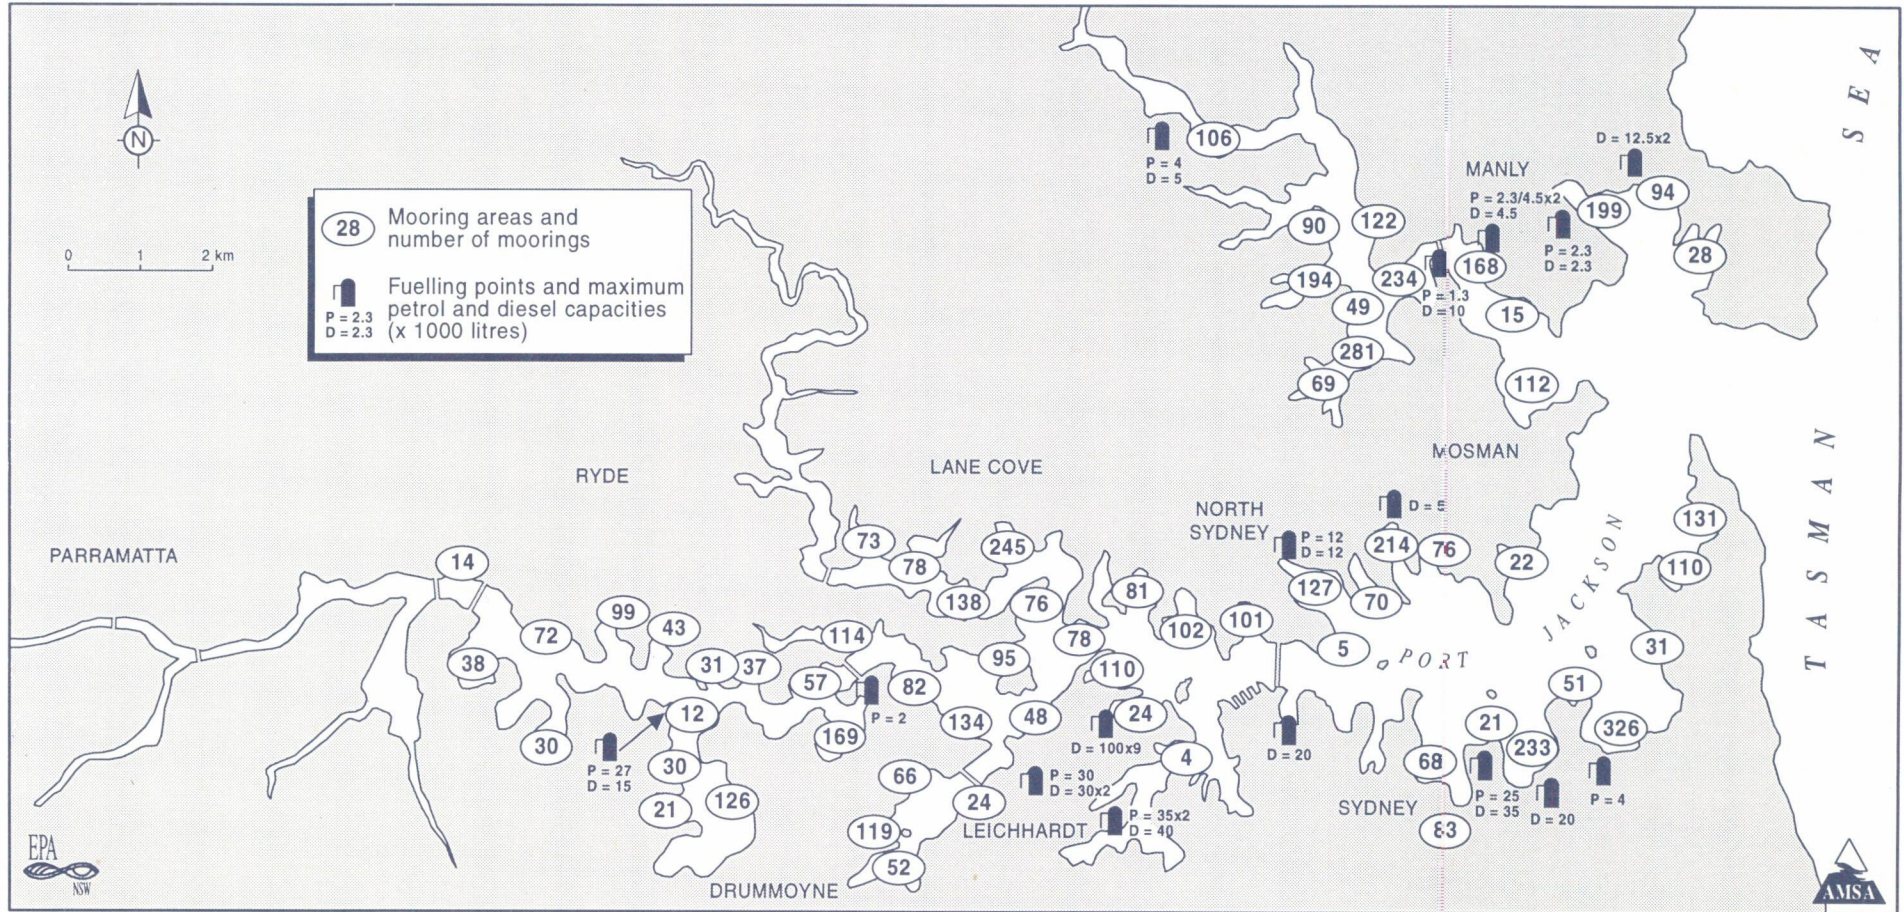 SEA
TASMAN
N
0 1 2 km
28 Mooring areas and
number of moorings
Fuelling points and maximum
petrol and diesel capacities
(x 1000 litres)
P = 2.3
D = 2.3
106
P = 4
D = 5
D = 12.5x2
MANLY
P = 2.3/4.5x2
D = 4.5
94
199
P = 2.3
D = 2.3
28
90
122
168
194
234
P = 1.3
D = 10
49
15
281
69
112
MOSMAN
RYDE
LANE COVE
NORTH
SYDNEY
D = 5
P = 12
D = 12
131
PARRAMATTA
14
73
245
214
76
22
JACKSON
110
78
127
138
76
81
70
99
43
72
114
78
102
101
5
PORT
31
38
31
37
57
95
110
82
51
P = 2
12
134
48
24
21
326
30
169
D = 100x9
D = 20
233
P = 27
D = 15
30
66
P = 30
D = 30x2
4
68
P = 25
D = 35
D = 20
P = 4
21
126
24
SYDNEY
119
LEICHHARDT
P = 35x2
D = 40
83
52
DRUMMOYNE
EPA
NSW
AMSA